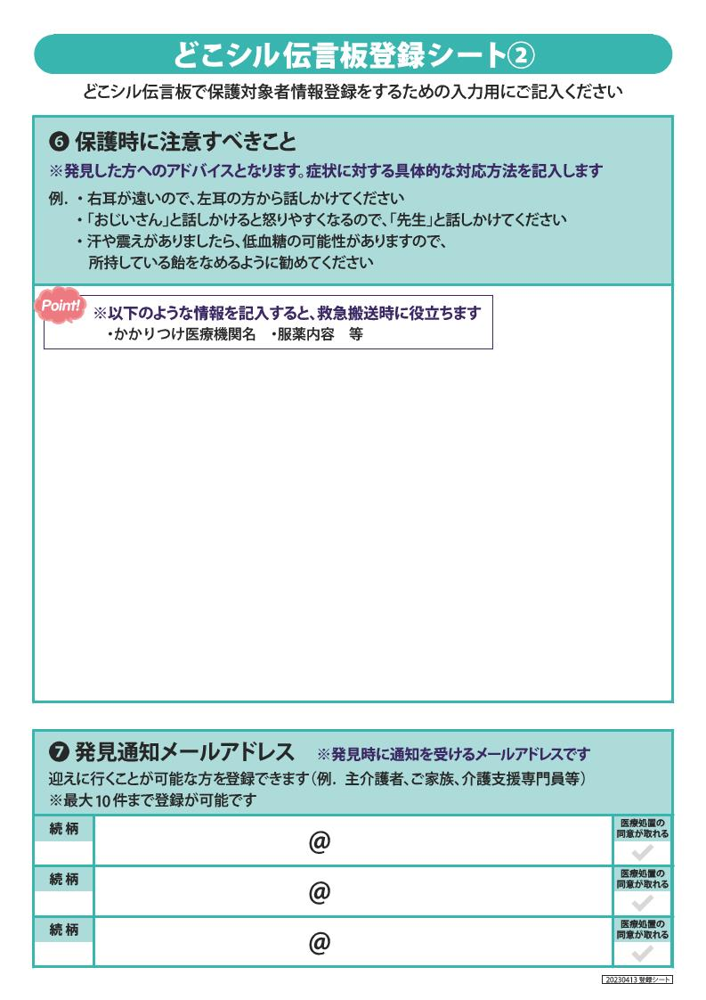 どこシル伝言板登録シート②
どこシル伝言板で保護対象者情報登録をするための入力用にご記入ください
❻ 保護時に注意すべきこと
※発見した方へのアドバイスとなります。症状に対する具体的な対応方法を記入します
例. ・右耳が遠いので、左耳の方から話しかけてください
・「おじいさん」と話しかけると怒りやすくなるので、「先生」と話しかけてください
・汗や震えがありましたら、低血糖の可能性がありますので、
所持している飴をなめるように勧めてください
Point!
※以下のような情報を記入すると、救急搬送時に役立ちます
・かかりつけ医療機関名 ・服薬内容 等
❼ 発見通知メールアドレス ※発見時に通知を受けるメールアドレスです
迎えに行くことが可能な方を登録できます(例. 主介護者、ご家族、介護支援専門員等)
※最大10件まで登録が可能です
続柄
@
医療処置の
同意が取れる
続柄
@
医療処置の
同意が取れる
続柄
@
医療処置の
同意が取れる
20230413 登録シート